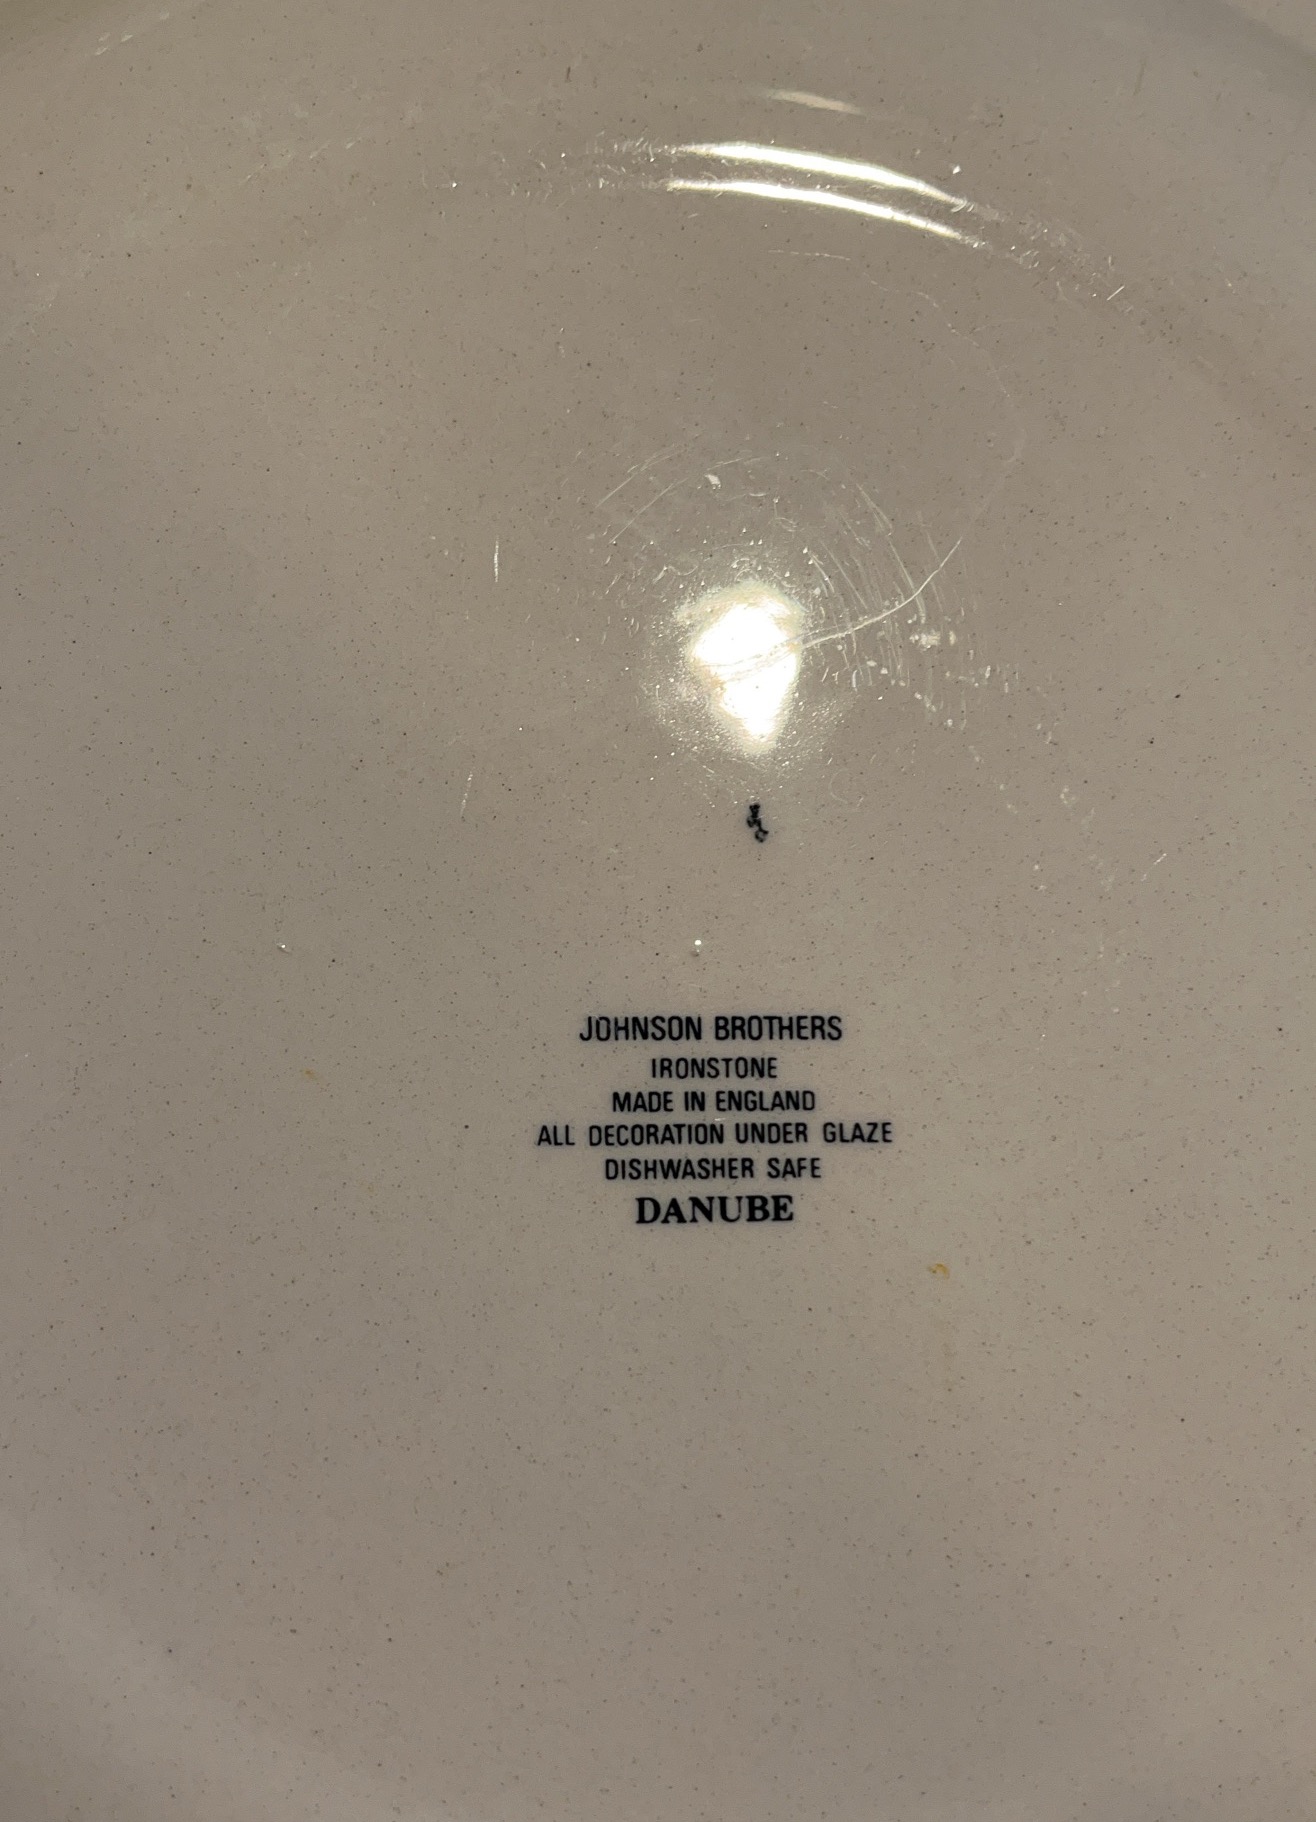 JOHNSON BROTHERS
IRONSTONE
MADE IN ENGLAND
ALL DECORATION UNDER GLAZE
DISHWASHER SAFE
DANUBE